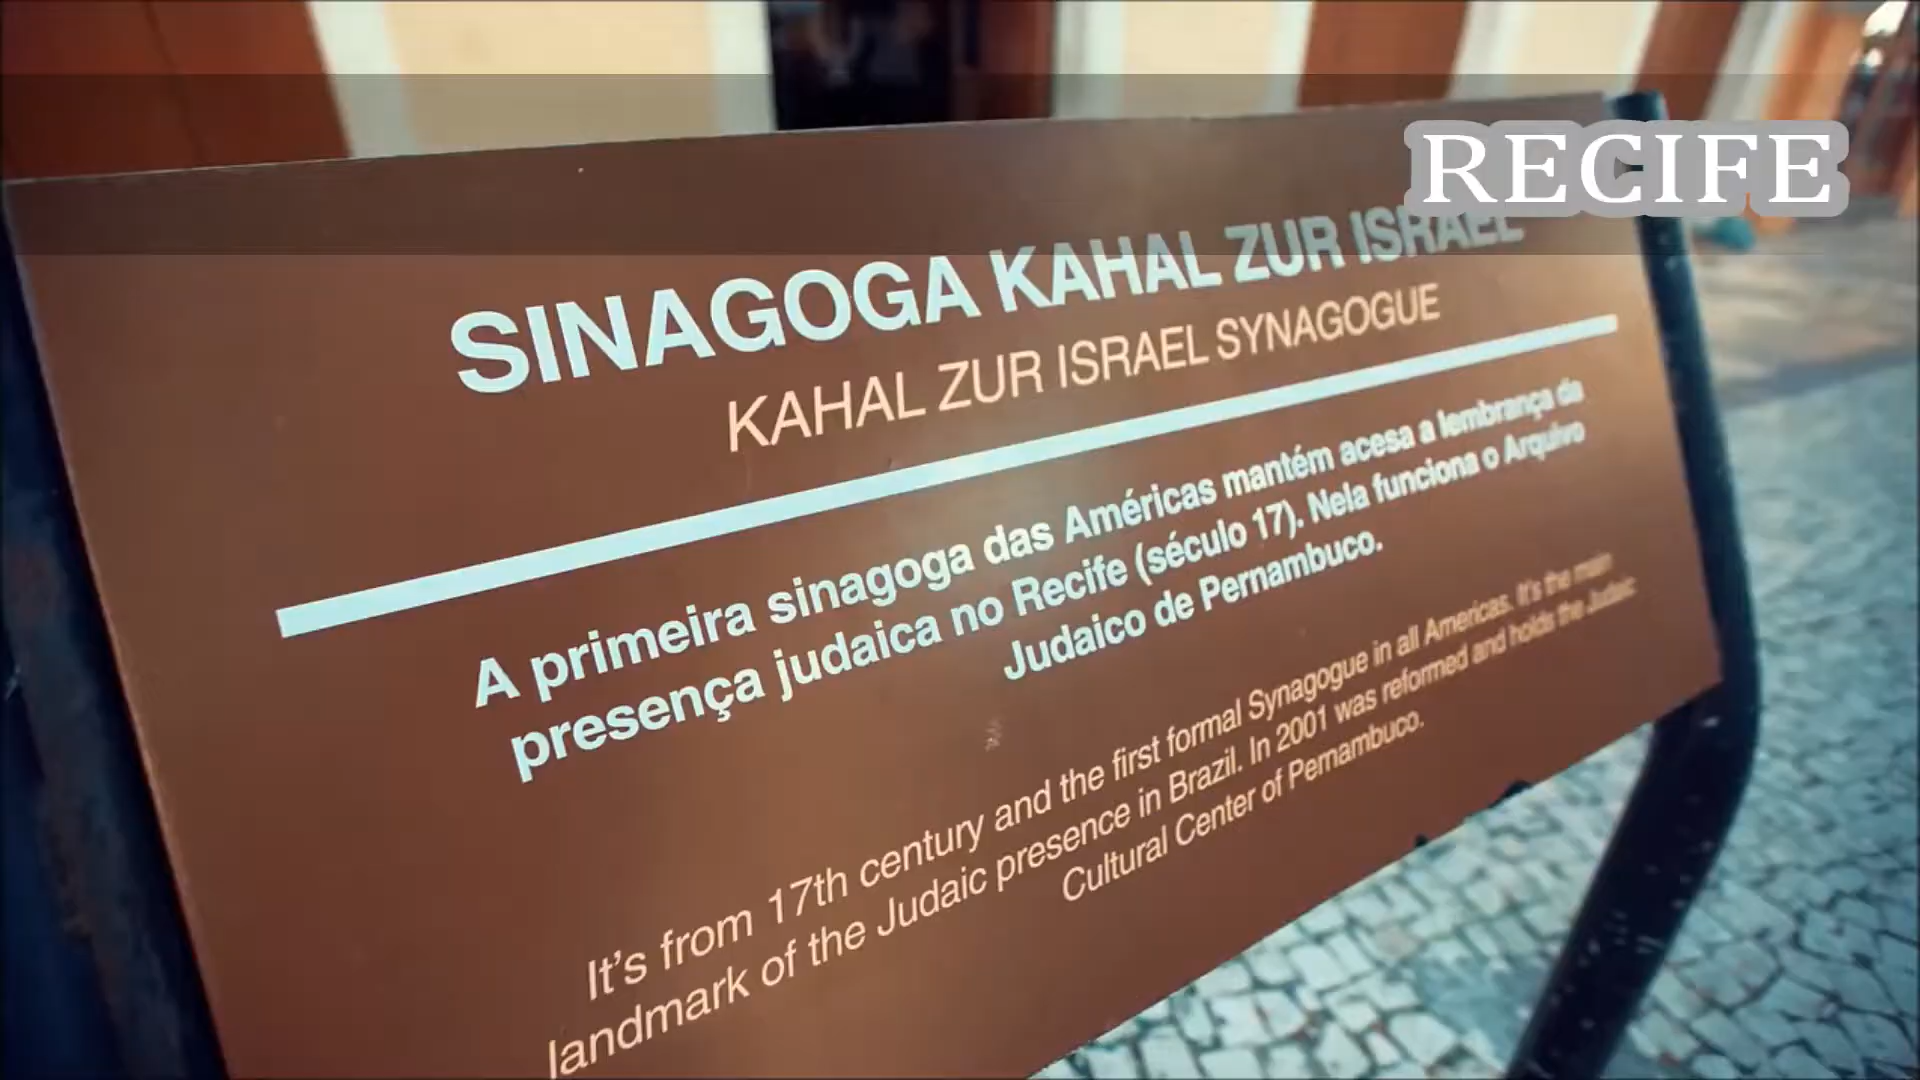 RECIFE
SINAGOGA KAHAL ZUR ISRAEL
KAHAL ZUR ISRAEL SYNAGOGUE
A primeira sinagoga das Américas mantém acesa a lembrança da
presença judaica no Recife (século 17). Nela funciona o Arquivo
Judaico de Pernambuco.
It's from 17th century and the first formal Synagogue in all Americas. It's the main
landmark of the Judaic presence in Brazil. In 2001 was reformed and holds the Judaic
Cultural Center of Pernambuco.